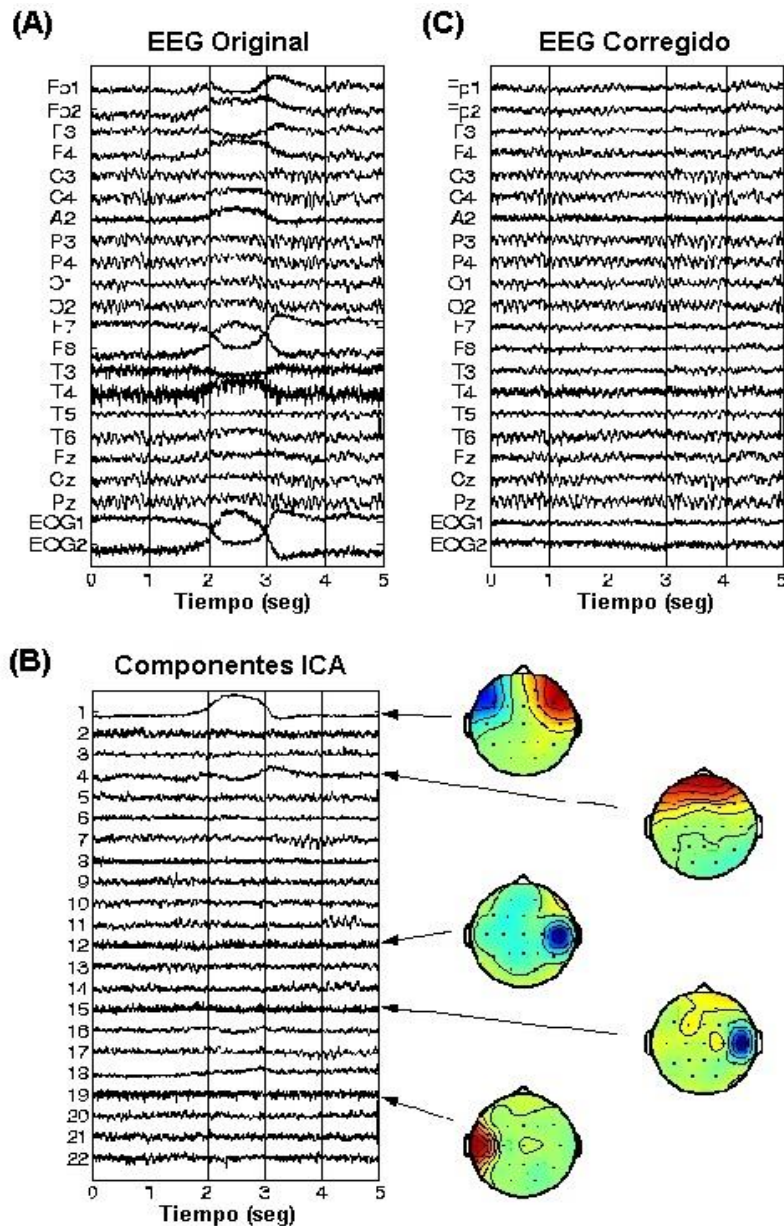 (A)
EEG Original
Fp1
Fp2
F3
F4
C3
C4
A2
P3
P4
O1
O2
F7
F8
T3
T4
T5
T6
Fz
Cz
Pz
EOG1
EOG2
0 1 2 3 4 5
Tiempo (seg)
(C)
EEG Corregido
Fp1
Fp2
F3
F4
C3
C4
A2
P3
P4
O1
O2
F7
F8
T3
T4
T5
T6
Fz
Cz
Pz
EOG1
EOG2
0 1 2 3 4 5
Tiempo (seg)
(B)
Componentes ICA
1
2
3
4
5
6
7
8
9
10
11
12
13
14
15
16
17
18
19
20
21
22
0 1 2 3 4 5
Tiempo (seg)